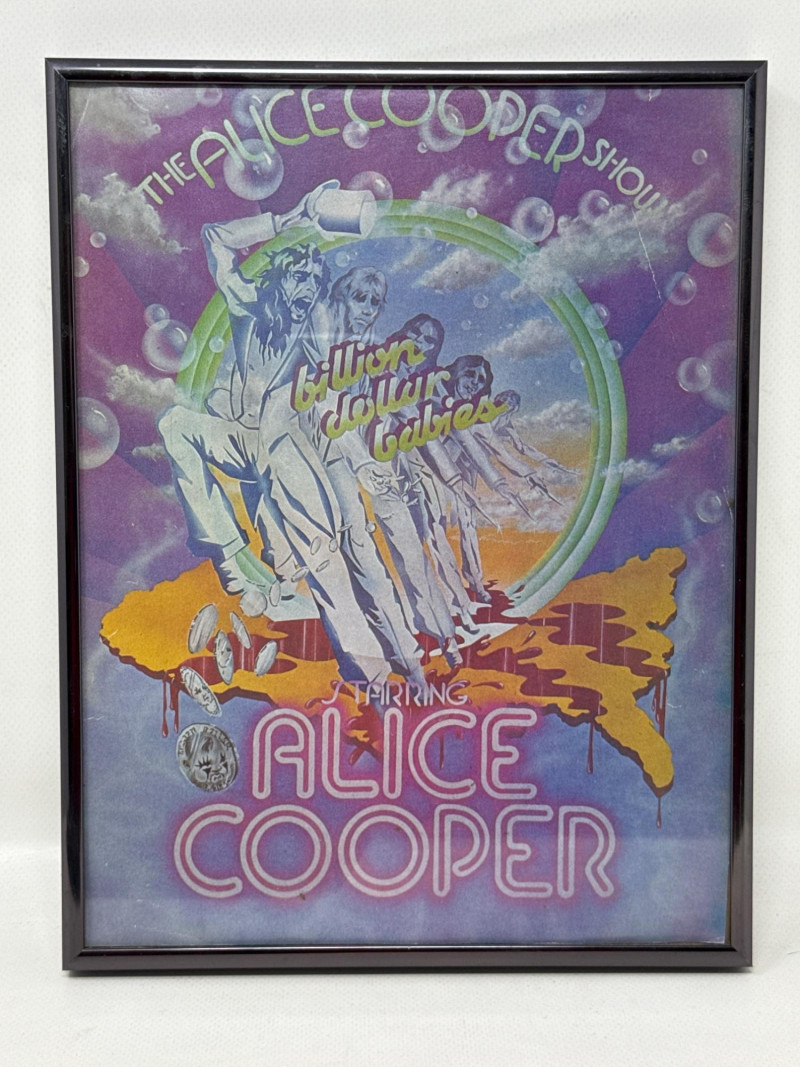 THE ALICE COOPER SHOW
billion
dollar
babies
STARRING
ALICE
COOPER